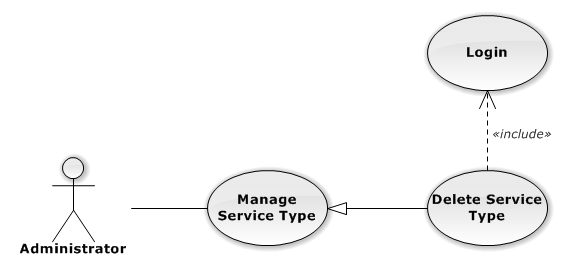 Login
«include»
Manage
Service Type
Delete Service
Type
Administrator